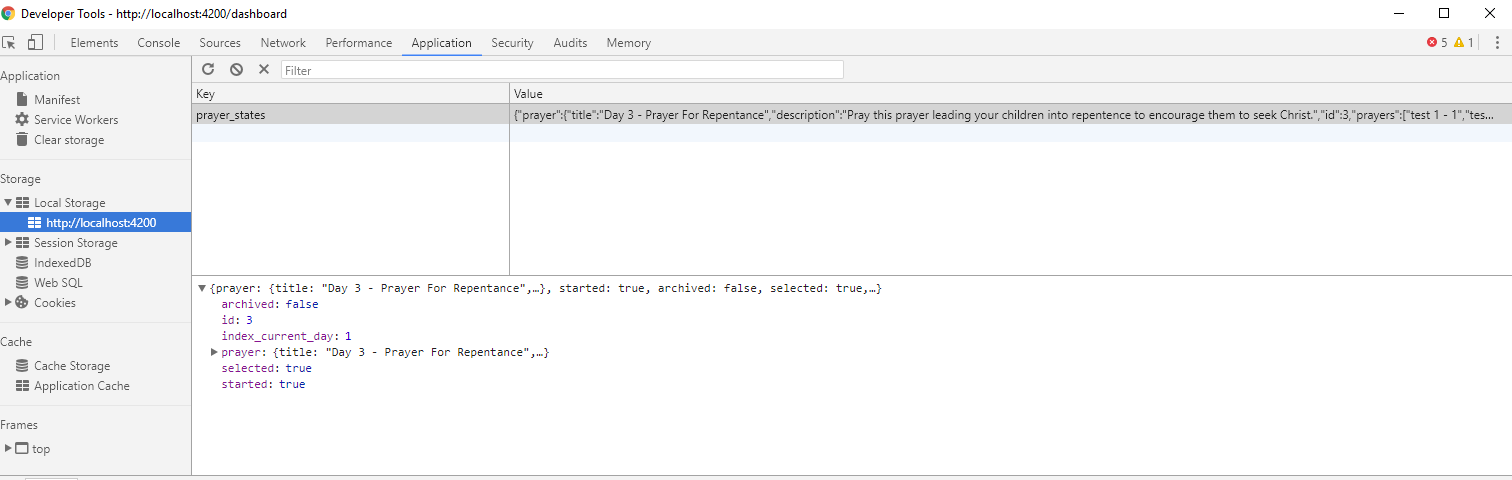 Developer Tools - http://localhost:4200/dashboard
Elements Console Sources Network Performance Application Security Audits Memory 5 1
Application
Manifest
Service Workers
Clear storage
Storage
Local Storage
http://localhost:4200
Session Storage
IndexedDB
Web SQL
Cookies
Cache
Cache Storage
Application Cache
Frames
top
Filter
Key Value
prayer_states {"prayer":{"title":"Day 3 - Prayer For Repentance","description":"Pray this prayer leading your children into repentence to encourage them to seek Christ.","id":3,"prayers":["test 1 - 1","tes...
{prayer: {title: "Day 3 - Prayer For Repentance",…}, started: true, archived: false, selected: true,…}
archived: false
id: 3
index_current_day: 1
prayer: {title: "Day 3 - Prayer For Repentance",…}
selected: true
started: true